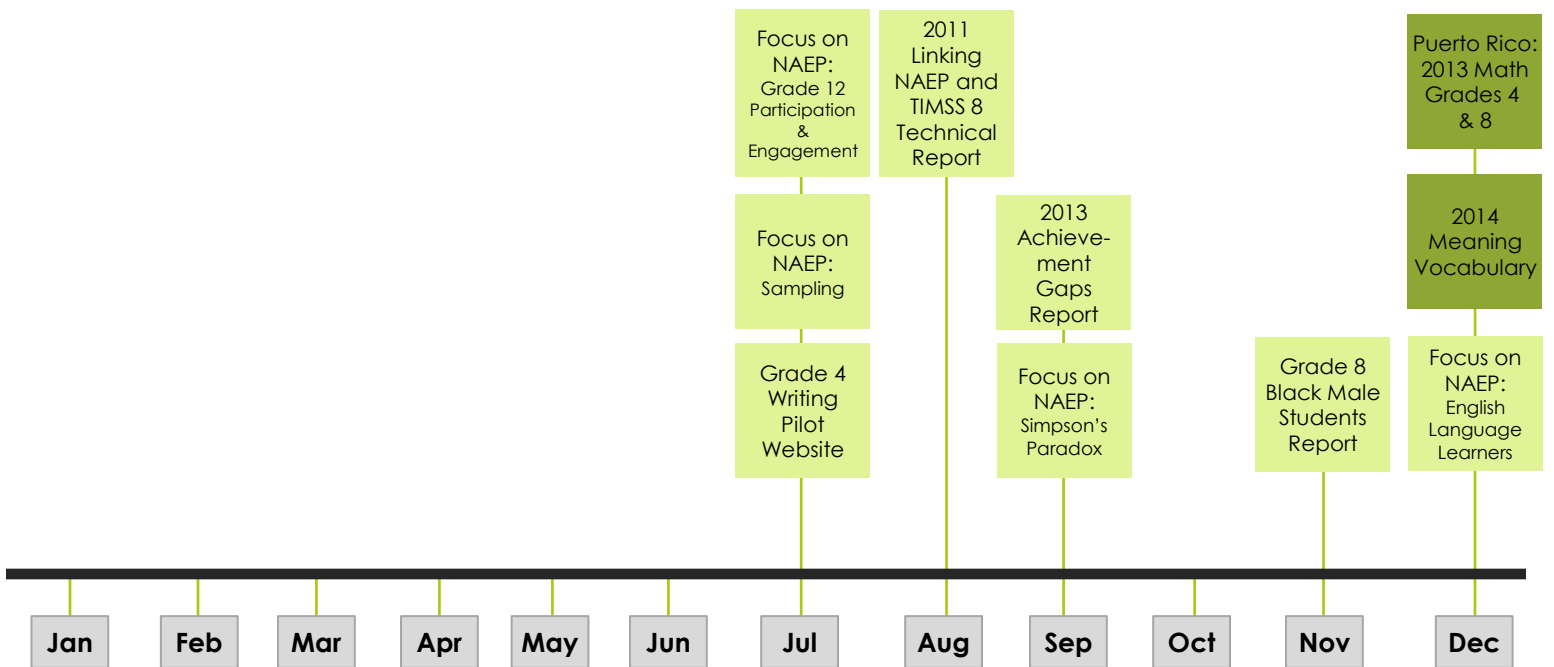 Focus on
NAEP:
Grade 12
Participation
&
Engagement
Focus on
NAEP:
Sampling
Grade 4
Writing
Pilot
Website
2011
Linking
NAEP and
TIMSS 8
Technical
Report
2013
Achieve-
ment
Gaps
Report
Focus on
NAEP:
Simpson’s
Paradox
Grade 8
Black Male
Students
Report
Puerto Rico:
2013 Math
Grades 4
& 8
2014
Meaning
Vocabulary
Focus on
NAEP:
English
Language
Learners
Jan
Feb
Mar
Apr
May
Jun
Jul
Aug
Sep
Oct
Nov
Dec